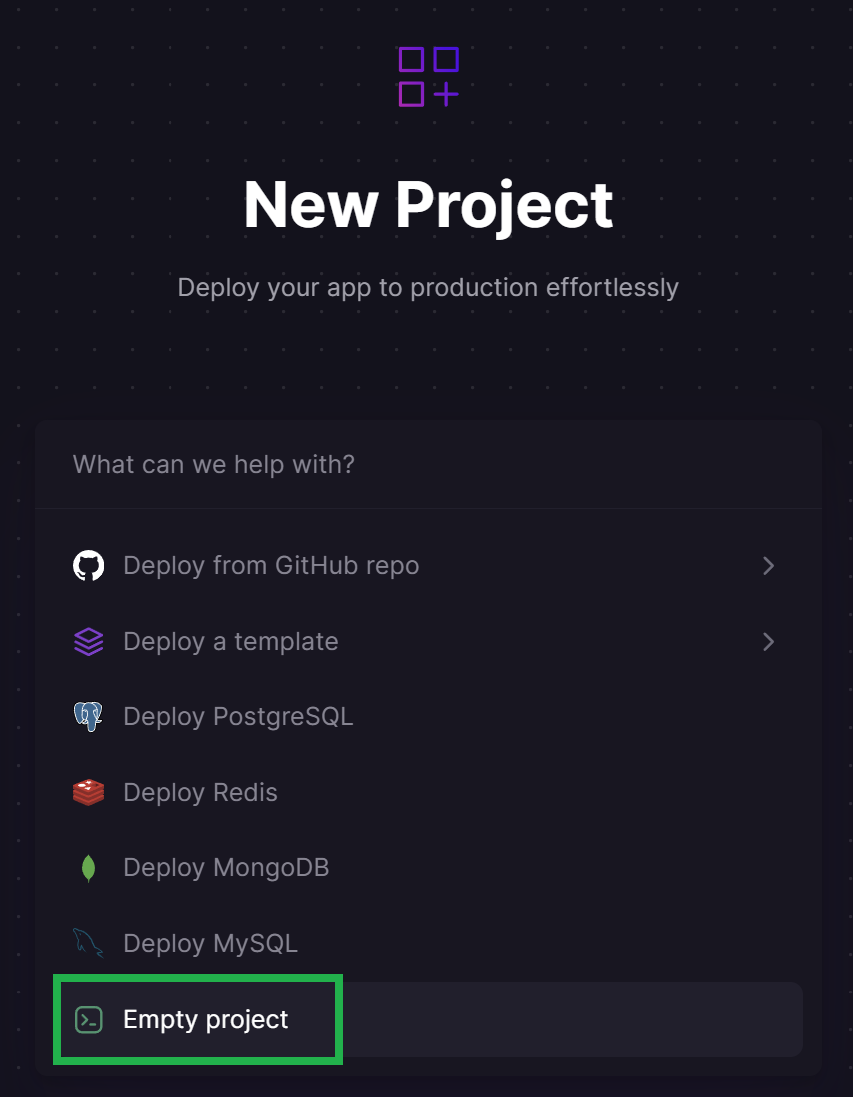 New Project
Deploy your app to production effortlessly
What can we help with?
Deploy from GitHub repo
Deploy a template
Deploy PostgreSQL
Deploy Redis
Deploy MongoDB
Deploy MySQL
Empty project